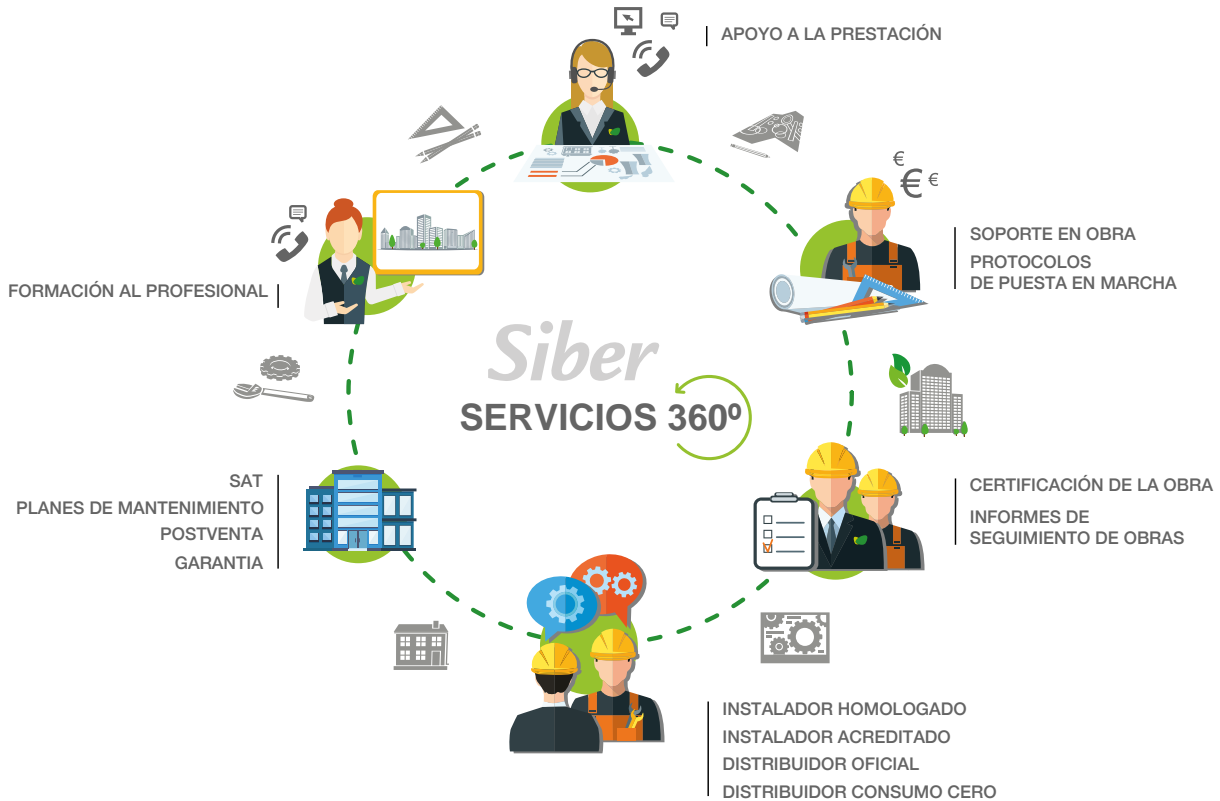 APOYO A LA PRESTACIÓN
€
€
€
SOPORTE EN OBRA
PROTOCOLOS
DE PUESTA EN MARCHA
FORMACIÓN AL PROFESIONAL
Siber
SERVICIOS 360º
SAT
PLANES DE MANTENIMIENTO
POSTVENTA
GARANTIA
CERTIFICACIÓN DE LA OBRA
INFORMES DE
SEGUIMIENTO DE OBRAS
INSTALADOR HOMOLOGADO
INSTALADOR ACREDITADO
DISTRIBUIDOR OFICIAL
DISTRIBUIDOR CONSUMO CERO